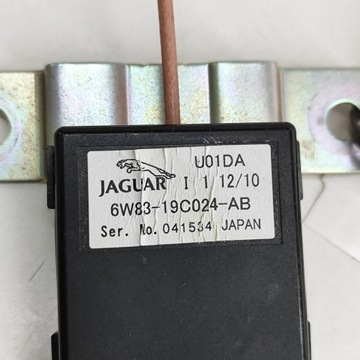 U01DA
JAGUAR I 1 12/10
6W83-19C024-AB
Ser. No. 041534 JAPAN